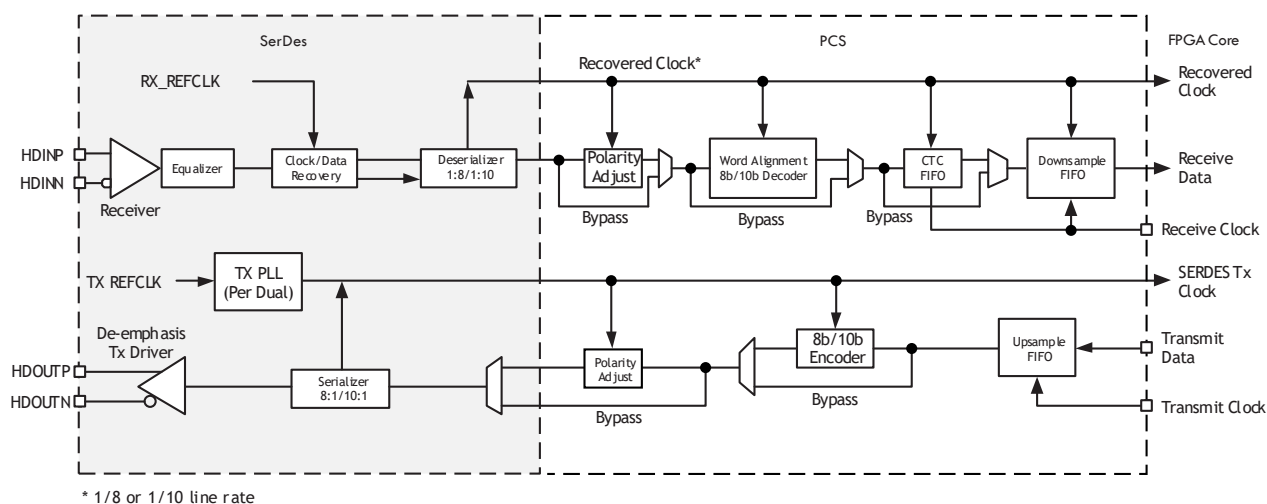 SerDes
PCS
FPGA Core
RX_REFCLK
Recovered Clock*
Recovered
Clock
HDINP
HDINN
Receiver
Equalizer
Clock/Data
Recovery
Deserializer
1:8/1:10
Polarity
Adjust
Bypass
Word Alignment
8b/10b Decoder
Bypass
CTC
FIFO
Bypass
Downsample
FIFO
Receive
Data
Receive Clock
TX REFCLK
TX PLL
(Per Dual)
SERDES Tx
Clock
De-emphasis
Tx Driver
HDOUTP
HDOUTN
Serializer
8:1/10:1
Polarity
Adjust
Bypass
8b/10b
Encoder
Bypass
Upsample
FIFO
Transmit
Data
Transmit Clock
* 1/8 or 1/10 line rate